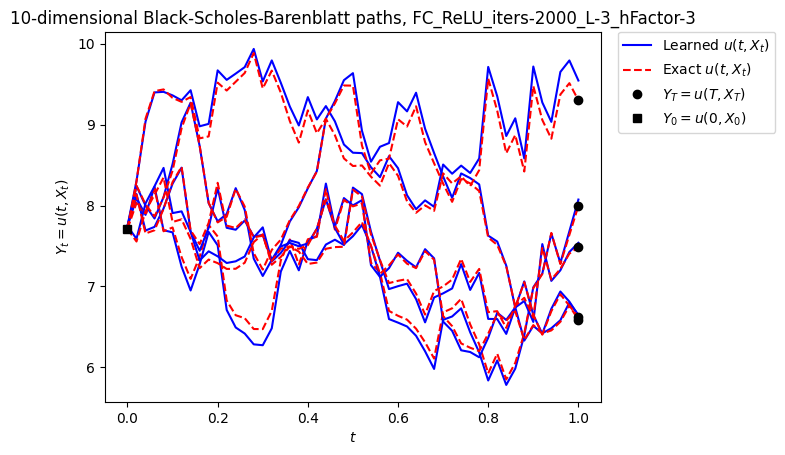 10-dimensional Black-Scholes-Barenblatt paths, FC_ReLU_iters-2000_L-3_hFactor-3
Learned u(t, X_t)
Exact u(t, X_t)
Y_T = u(T, X_T)
Y_0 = u(0, X_0)
Y_t = u(t, X_t)
10
9
8
7
6
0.0 0.2 0.4 0.6 0.8 1.0
t